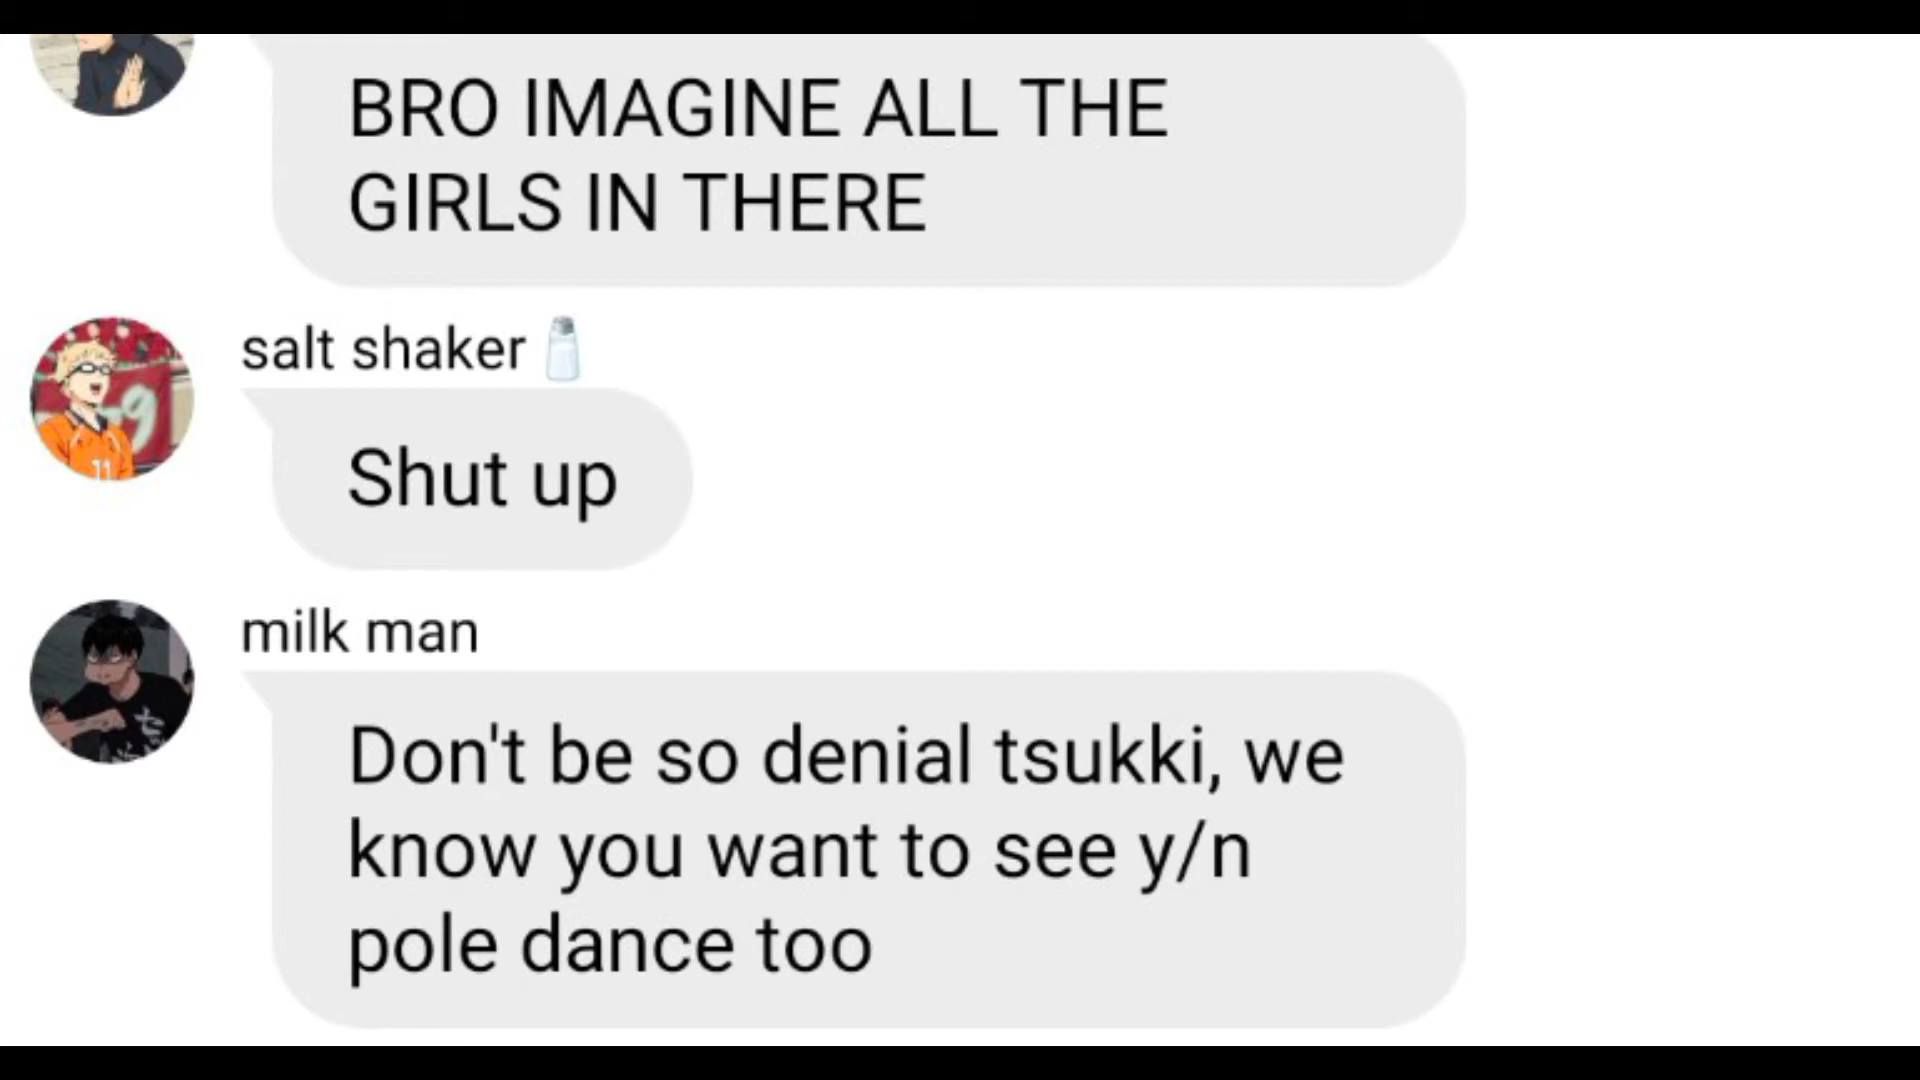 BRO IMAGINE ALL THE
GIRLS IN THERE
salt shaker🧂
Shut up
11
milk man
Don't be so denial tsukki, we
know you want to see y/n
pole dance too